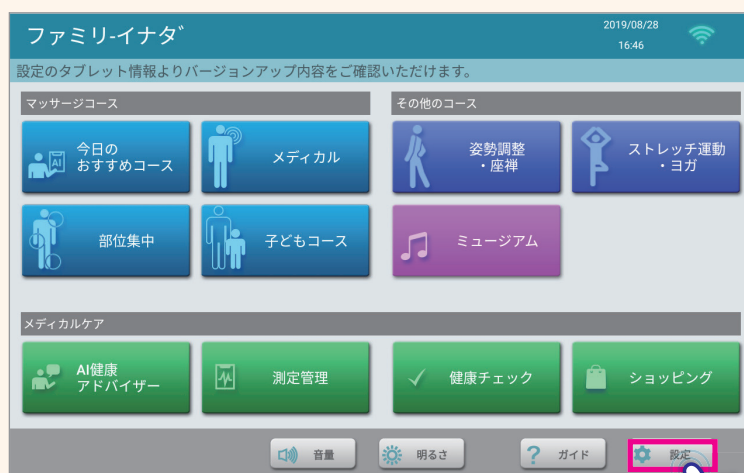 ファミリ-イナダ
2019/08/28
16:46
設定のタブレット情報よりバージョンアップ内容をご確認いただけます。
マッサージコース
その他のコース
AI
今日の
おすすめコース
メディカル
姿勢調整
・座禅
ストレッチ運動
・ヨガ
部位集中
子どもコース
ミュージアム
メディカルケア
AI健康
アドバイザー
測定管理
健康チェック
ショッピング
音量
明るさ
? ガイド
設定